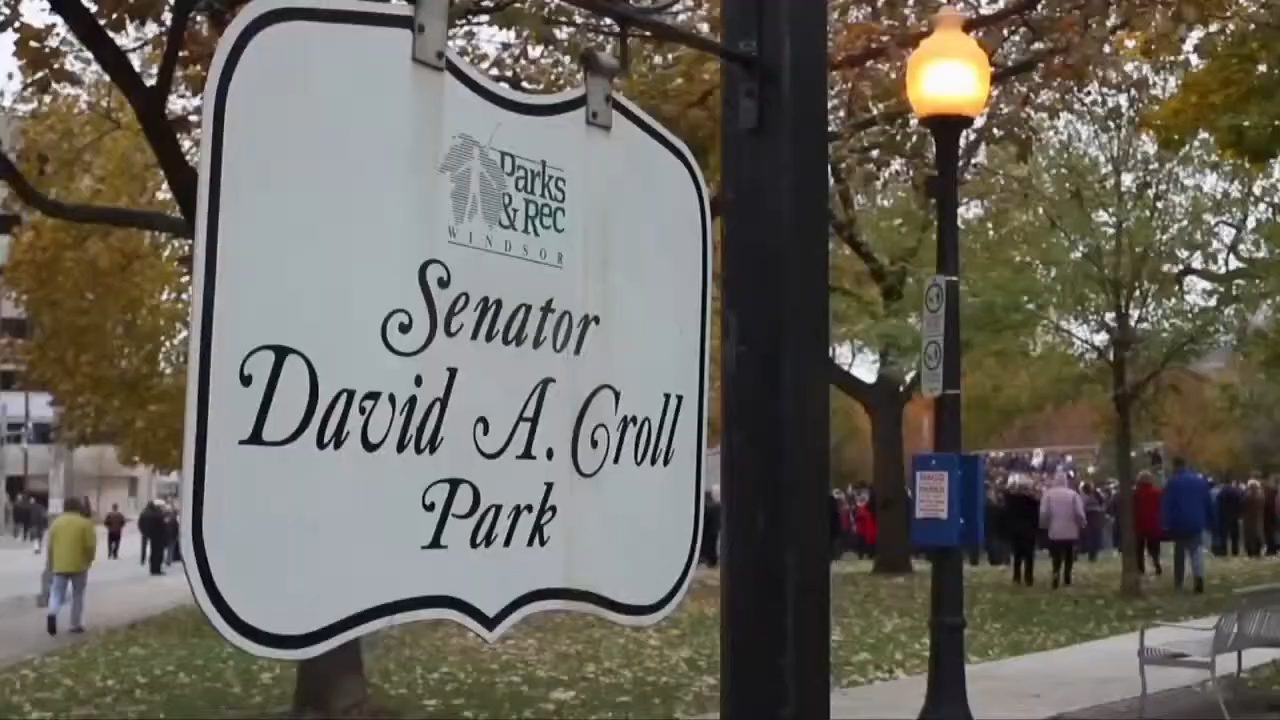 Parks
& Rec
WINDSOR
Senator
David A. Croll
Park